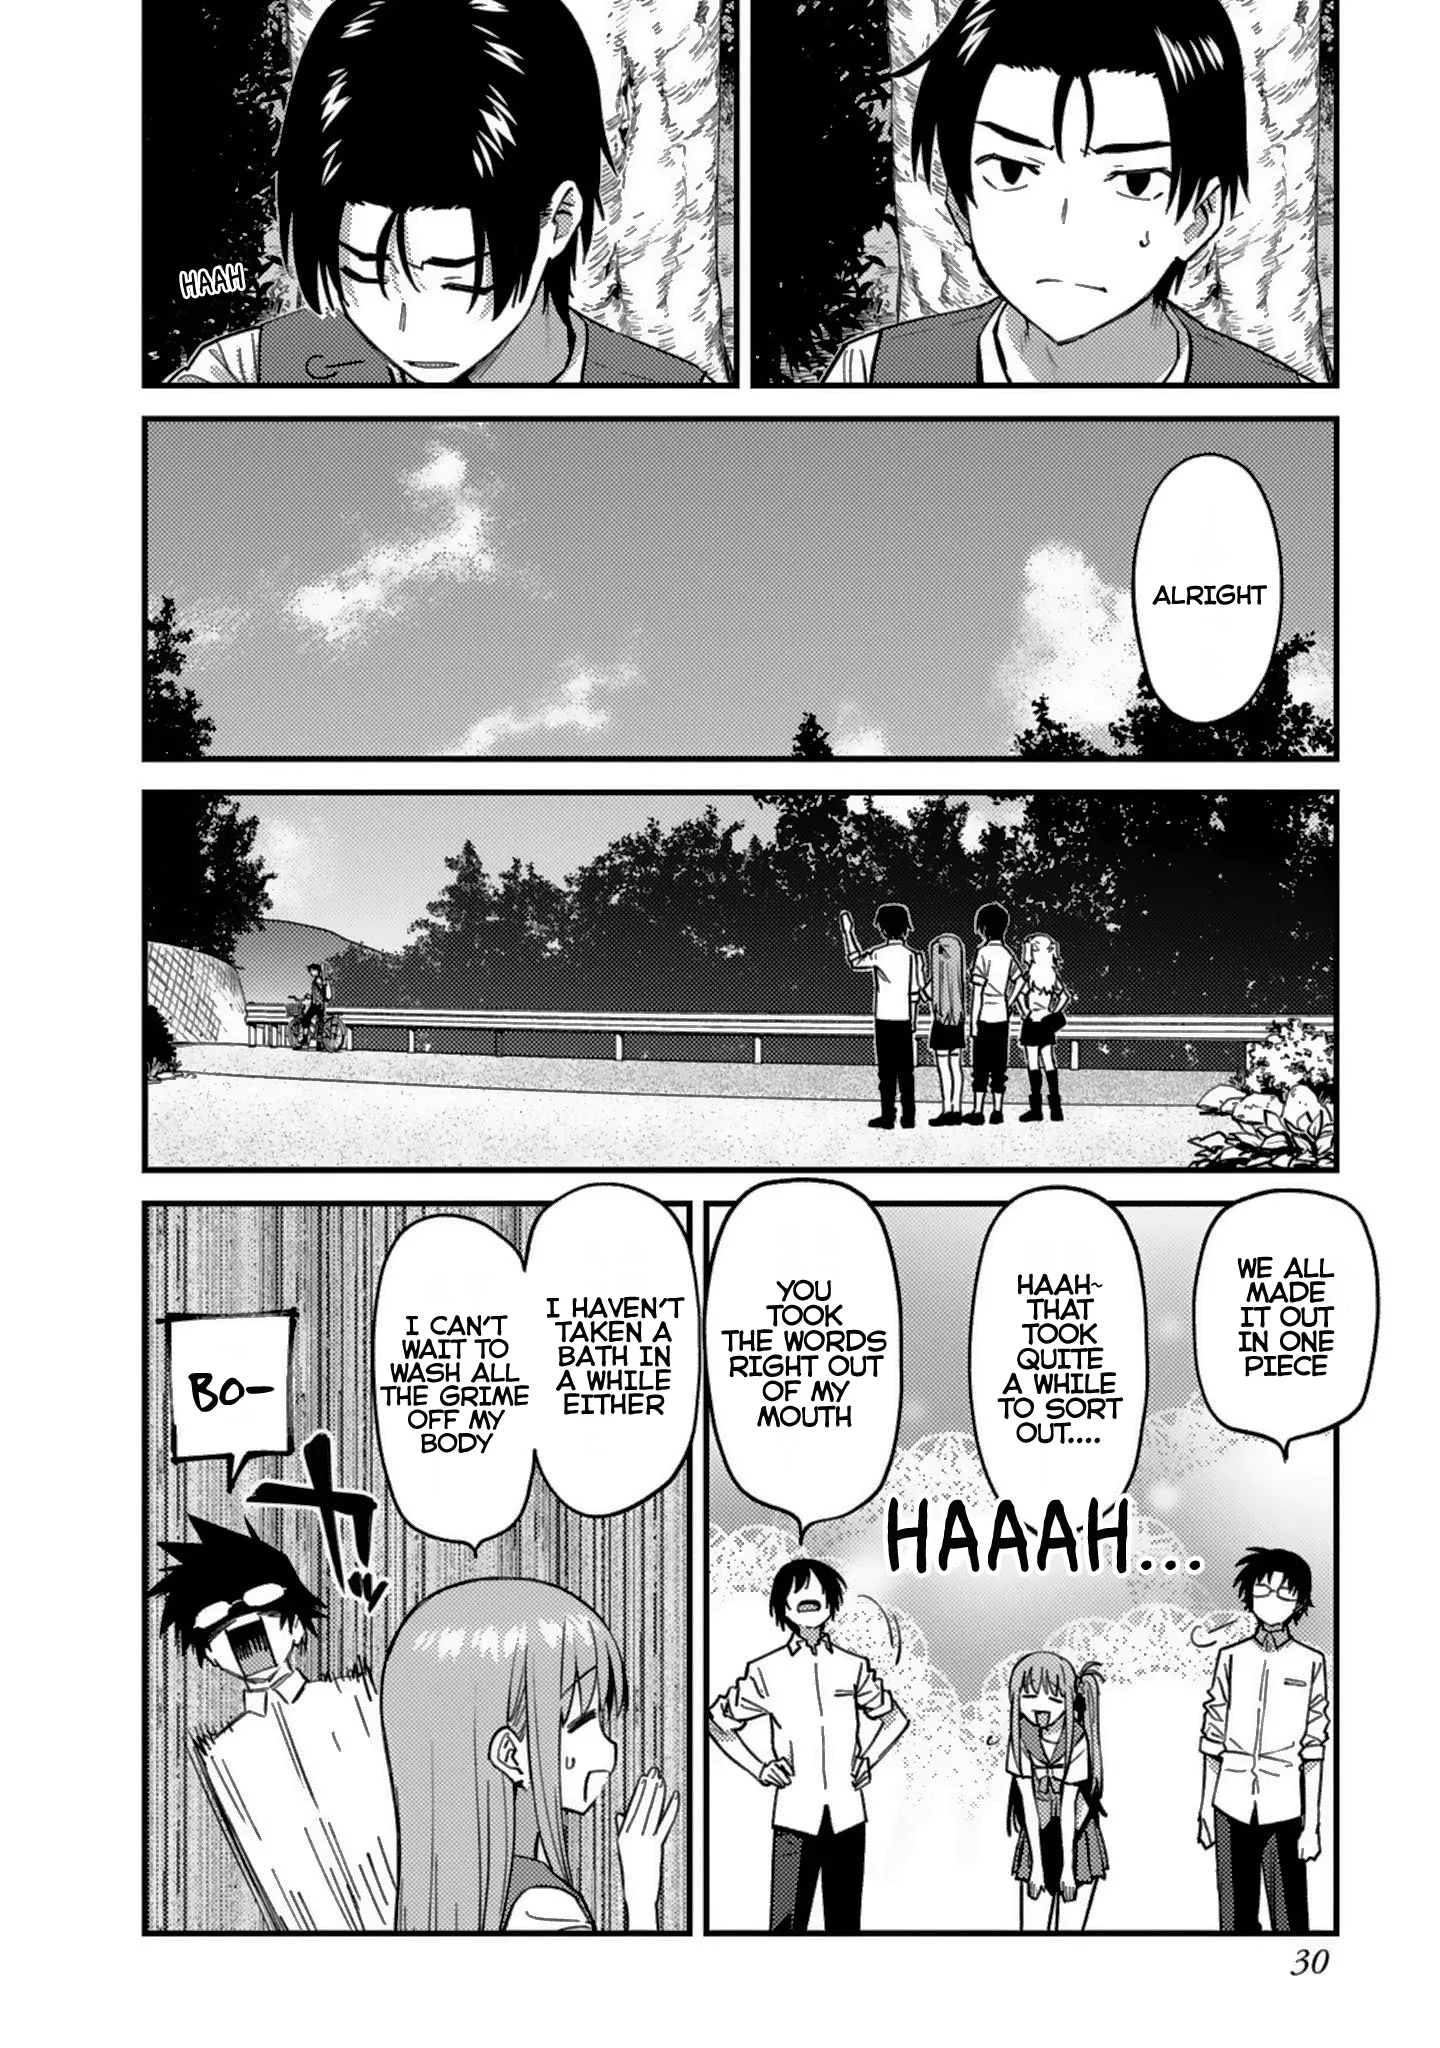 HAAH
ALRIGHT
WE ALL
MADE
IT OUT
IN ONE
PIECE
HAAH~
THAT
TOOK
QUITE
A WHILE
TO SORT
OUT....
HAAAH...
YOU
TOOK
THE WORDS
RIGHT OUT
OF MY
MOUTH
I HAVEN'T
TAKEN A
BATH IN
A WHILE
EITHER
I CAN'T
WAIT TO
WASH ALL
THE GRIME
OFF MY
BODY
BO-
ガッ
30